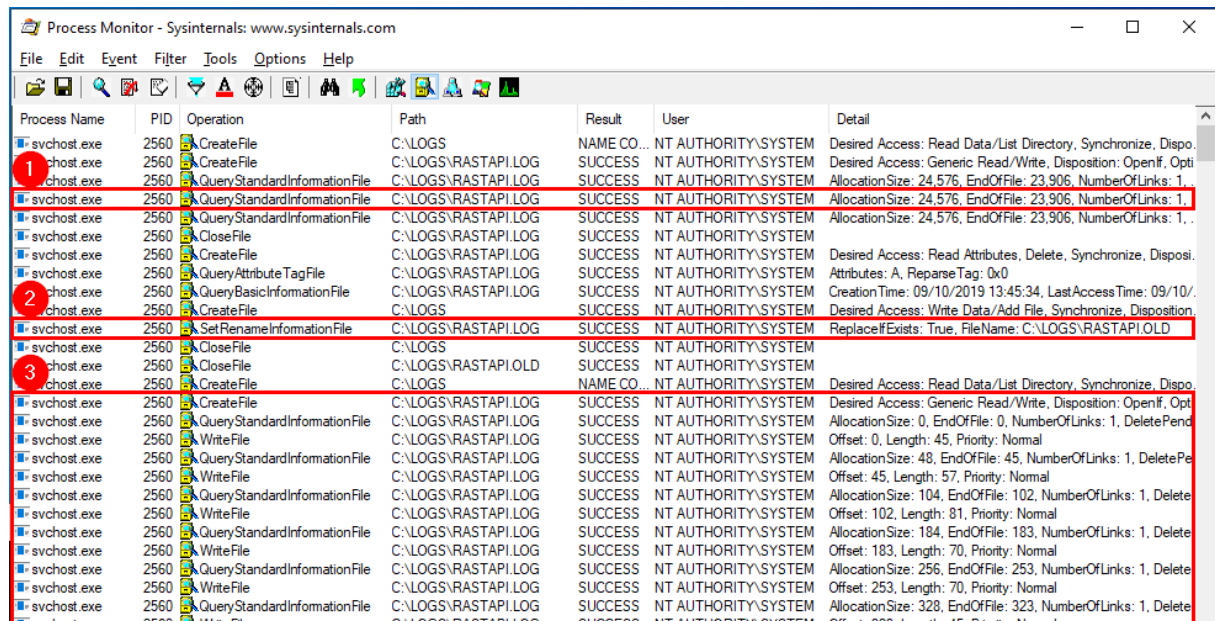 Process Monitor - Sysinternals: www.sysinternals.com
File Edit Event Filter Tools Options Help
Process Name PID Operation Path Result User Detail
svchost.exe 2560 CreateFile C:\LOGS NAME CO... NT AUTHORITY\SYSTEM Desired Access: Read Data/List Directory, Synchronize, Dispo.
1 chost.exe 2560 CreateFile C:\LOGS\RASTAPI.LOG SUCCESS NT AUTHORITY\SYSTEM Desired Access: Generic Read/Write, Disposition: OpenIf, Opti
svchost.exe 2560 QueryStandardInformationFile C:\LOGS\RASTAPI.LOG SUCCESS NT AUTHORITY\SYSTEM AllocationSize: 24,576, EndOfFile: 23,906, NumberOfLinks: 1, .
svchost.exe 2560 QueryStandardInformationFile C:\LOGS\RASTAPI.LOG SUCCESS NT AUTHORITY\SYSTEM AllocationSize: 24,576, EndOfFile: 23,906, NumberOfLinks: 1,
svchost.exe 2560 QueryStandardInformationFile C:\LOGS\RASTAPI.LOG SUCCESS NT AUTHORITY\SYSTEM AllocationSize: 24,576, EndOfFile: 23,906, NumberOfLinks: 1, .
svchost.exe 2560 CloseFile C:\LOGS\RASTAPI.LOG SUCCESS NT AUTHORITY\SYSTEM
svchost.exe 2560 CreateFile C:\LOGS\RASTAPI.LOG SUCCESS NT AUTHORITY\SYSTEM Desired Access: Read Attributes, Delete, Synchronize, Disposi.
svchost.exe 2560 QueryAttributeTagFile C:\LOGS\RASTAPI.LOG SUCCESS NT AUTHORITY\SYSTEM Attributes: A, ReparseTag: 0x0
2 chost.exe 2560 QueryBasicInformationFile C:\LOGS\RASTAPI.LOG SUCCESS NT AUTHORITY\SYSTEM CreationTime: 09/10/2019 13:45:34, LastAccessTime: 09/10/.
chost.exe 2560 CreateFile C:\LOGS SUCCESS NT AUTHORITY\SYSTEM Desired Access: Write Data/Add File, Synchronize, Disposition.
svchost.exe 2560 SetRenameInformationFile C:\LOGS\RASTAPI.LOG SUCCESS NT AUTHORITY\SYSTEM ReplaceIfExists: True, FileName: C:\LOGS\RASTAPI.OLD
svchost.exe 2560 CloseFile C:\LOGS SUCCESS NT AUTHORITY\SYSTEM
3 chost.exe 2560 CloseFile C:\LOGS\RASTAPI.OLD SUCCESS NT AUTHORITY\SYSTEM
chost.exe 2560 CreateFile C:\LOGS NAME CO... NT AUTHORITY\SYSTEM Desired Access: Read Data/List Directory, Synchronize, Dispo.
svchost.exe 2560 CreateFile C:\LOGS\RASTAPI.LOG SUCCESS NT AUTHORITY\SYSTEM Desired Access: Generic Read/Write, Disposition: OpenIf, Opt
svchost.exe 2560 QueryStandardInformationFile C:\LOGS\RASTAPI.LOG SUCCESS NT AUTHORITY\SYSTEM AllocationSize: 0, EndOfFile: 0, NumberOfLinks: 1, DeletePend
svchost.exe 2560 WriteFile C:\LOGS\RASTAPI.LOG SUCCESS NT AUTHORITY\SYSTEM Offset: 0, Length: 45, Priority: Normal
svchost.exe 2560 QueryStandardInformationFile C:\LOGS\RASTAPI.LOG SUCCESS NT AUTHORITY\SYSTEM AllocationSize: 48, EndOfFile: 45, NumberOfLinks: 1, DeletePe
svchost.exe 2560 WriteFile C:\LOGS\RASTAPI.LOG SUCCESS NT AUTHORITY\SYSTEM Offset: 45, Length: 57, Priority: Normal
svchost.exe 2560 QueryStandardInformationFile C:\LOGS\RASTAPI.LOG SUCCESS NT AUTHORITY\SYSTEM AllocationSize: 104, EndOfFile: 102, NumberOfLinks: 1, Delete
svchost.exe 2560 WriteFile C:\LOGS\RASTAPI.LOG SUCCESS NT AUTHORITY\SYSTEM Offset: 102, Length: 81, Priority: Normal
svchost.exe 2560 QueryStandardInformationFile C:\LOGS\RASTAPI.LOG SUCCESS NT AUTHORITY\SYSTEM AllocationSize: 184, EndOfFile: 183, NumberOfLinks: 1, Delete
svchost.exe 2560 WriteFile C:\LOGS\RASTAPI.LOG SUCCESS NT AUTHORITY\SYSTEM Offset: 183, Length: 70, Priority: Normal
svchost.exe 2560 QueryStandardInformationFile C:\LOGS\RASTAPI.LOG SUCCESS NT AUTHORITY\SYSTEM AllocationSize: 256, EndOfFile: 253, NumberOfLinks: 1, Delete
svchost.exe 2560 WriteFile C:\LOGS\RASTAPI.LOG SUCCESS NT AUTHORITY\SYSTEM Offset: 253, Length: 70, Priority: Normal
svchost.exe 2560 QueryStandardInformationFile C:\LOGS\RASTAPI.LOG SUCCESS NT AUTHORITY\SYSTEM AllocationSize: 328, EndOfFile: 323, NumberOfLinks: 1, Delete